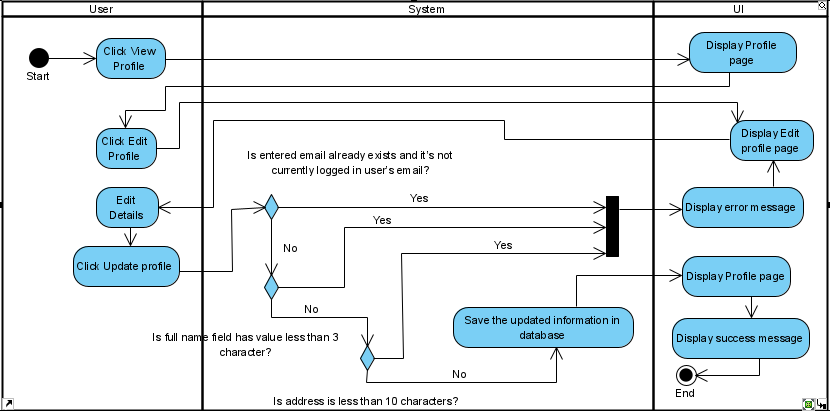 User
System
UI
Start
Click View
Profile
Display Profile
page
Click Edit
Profile
Display Edit
profile page
Is entered email already exists and it's not
currently logged in user's email?
Edit
Details
Yes
Yes
Display error message
No
Yes
Click Update profile
Display Profile page
No
Save the updated information in
database
Is full name field has value less than 3
character?
Display success message
No
End
Is address is less than 10 characters?